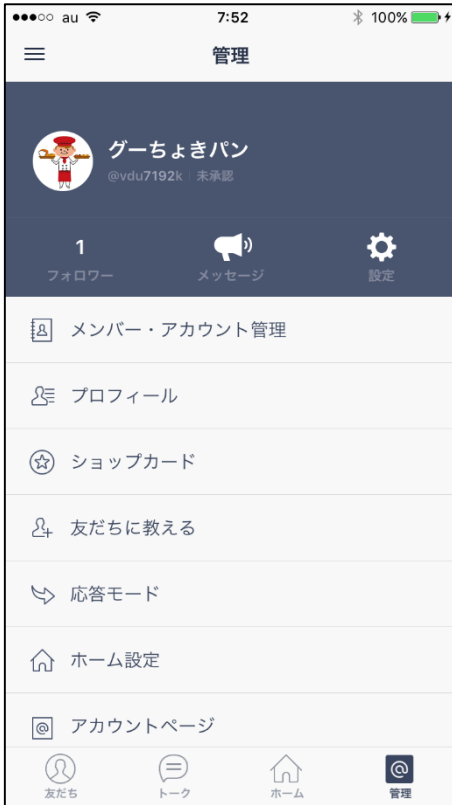 au 7:52 100%
管理
グーちょきパン
@vdu7192k 未承認
1
フォロワー メッセージ 設定
メンバー・アカウント管理
プロフィール
ショップカード
友だちに教える
応答モード
ホーム設定
アカウントページ
友だち トーク ホーム 管理